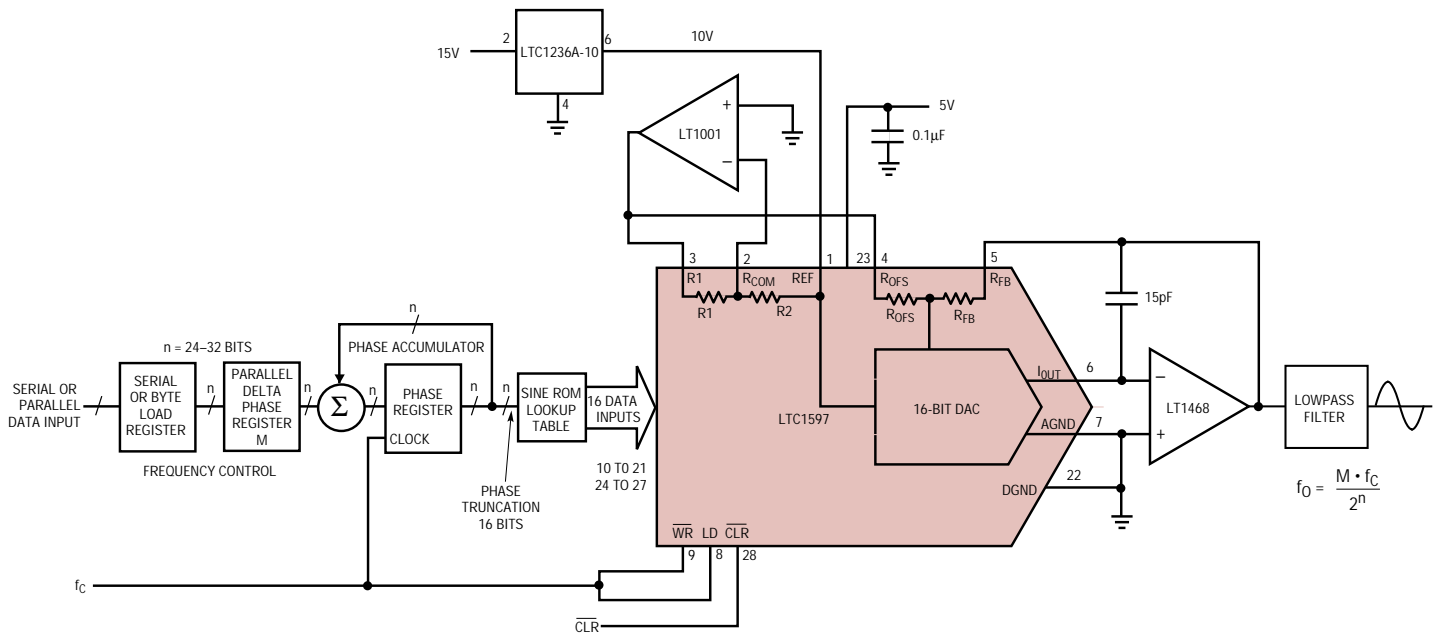 15V
2
LTC1236A-10
6
4
10V
+
LT1001
−
5V
0.1µF
3
2
1
23
4
5
R1
RCOM
REF
ROFS
RFB
R1
R2
ROFS
RFB
15pF
n
n = 24–32 BITS
PHASE ACCUMULATOR
SERIAL OR
PARALLEL
DATA INPUT
SERIAL
OR BYTE
LOAD
REGISTER
n
PARALLEL
DELTA
PHASE
REGISTER
M
n
Σ
n
PHASE
REGISTER
CLOCK
n
n
SINE ROM
LOOKUP
TABLE
16 DATA
INPUTS
FREQUENCY CONTROL
PHASE
TRUNCATION
16 BITS
10 TO 21
24 TO 27
LTC1597
16-BIT DAC
IOUT
6
AGND
7
DGND
22
−
LT1468
+
LOWPASS
FILTER
fO = M • fC / 2^n
WR
LD
CLR
9
8
28
fC
CLR